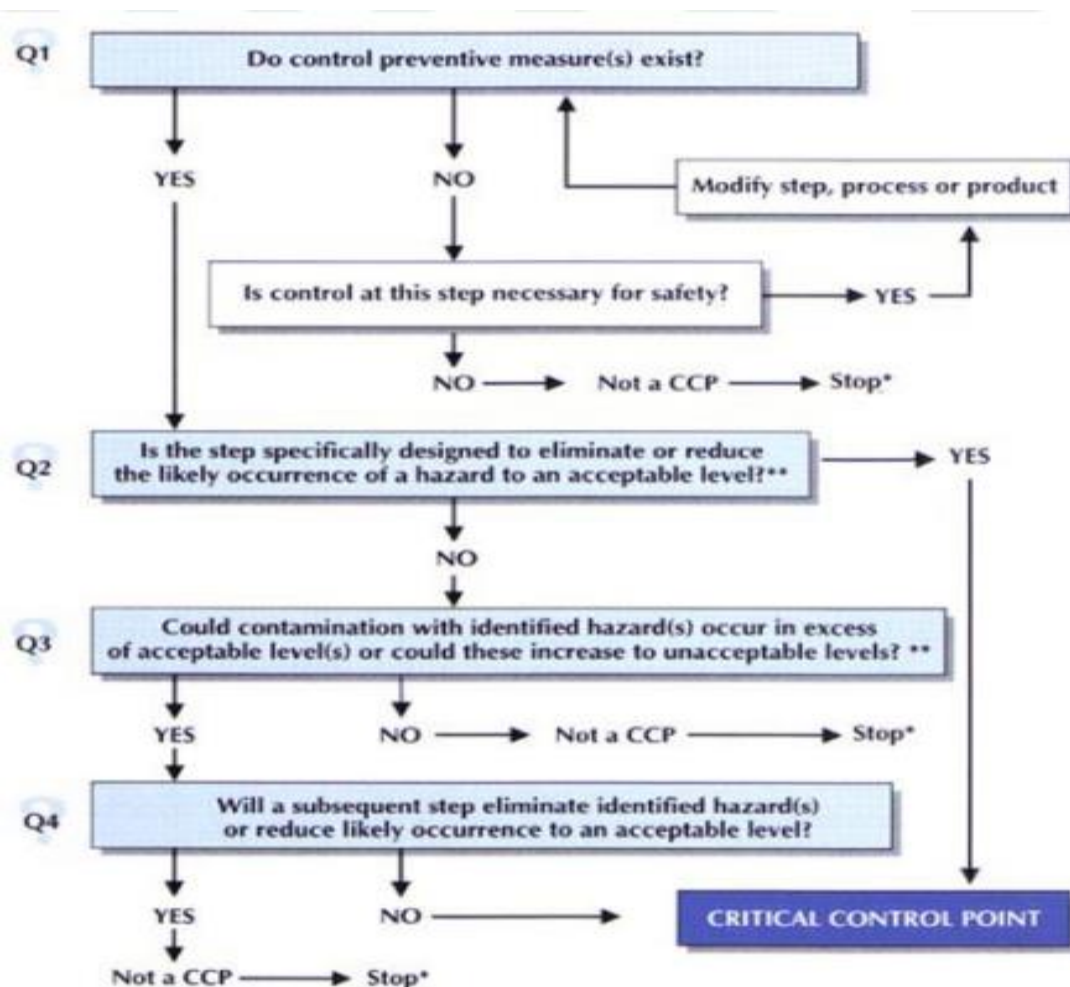 Q1
Do control preventive measure(s) exist?
YES
NO
Modify step, process or product
Is control at this step necessary for safety?
YES
NO
Not a CCP
Stop*
Q2
Is the step specifically designed to eliminate or reduce
the likely occurrence of a hazard to an acceptable level?**
YES
NO
Q3
Could contamination with identified hazard(s) occur in excess
of acceptable level(s) or could these increase to unacceptable levels? **
YES
NO
Not a CCP
Stop*
Q4
Will a subsequent step eliminate identified hazard(s)
or reduce likely occurrence to an acceptable level?
YES
NO
CRITICAL CONTROL POINT
Not a CCP
Stop*